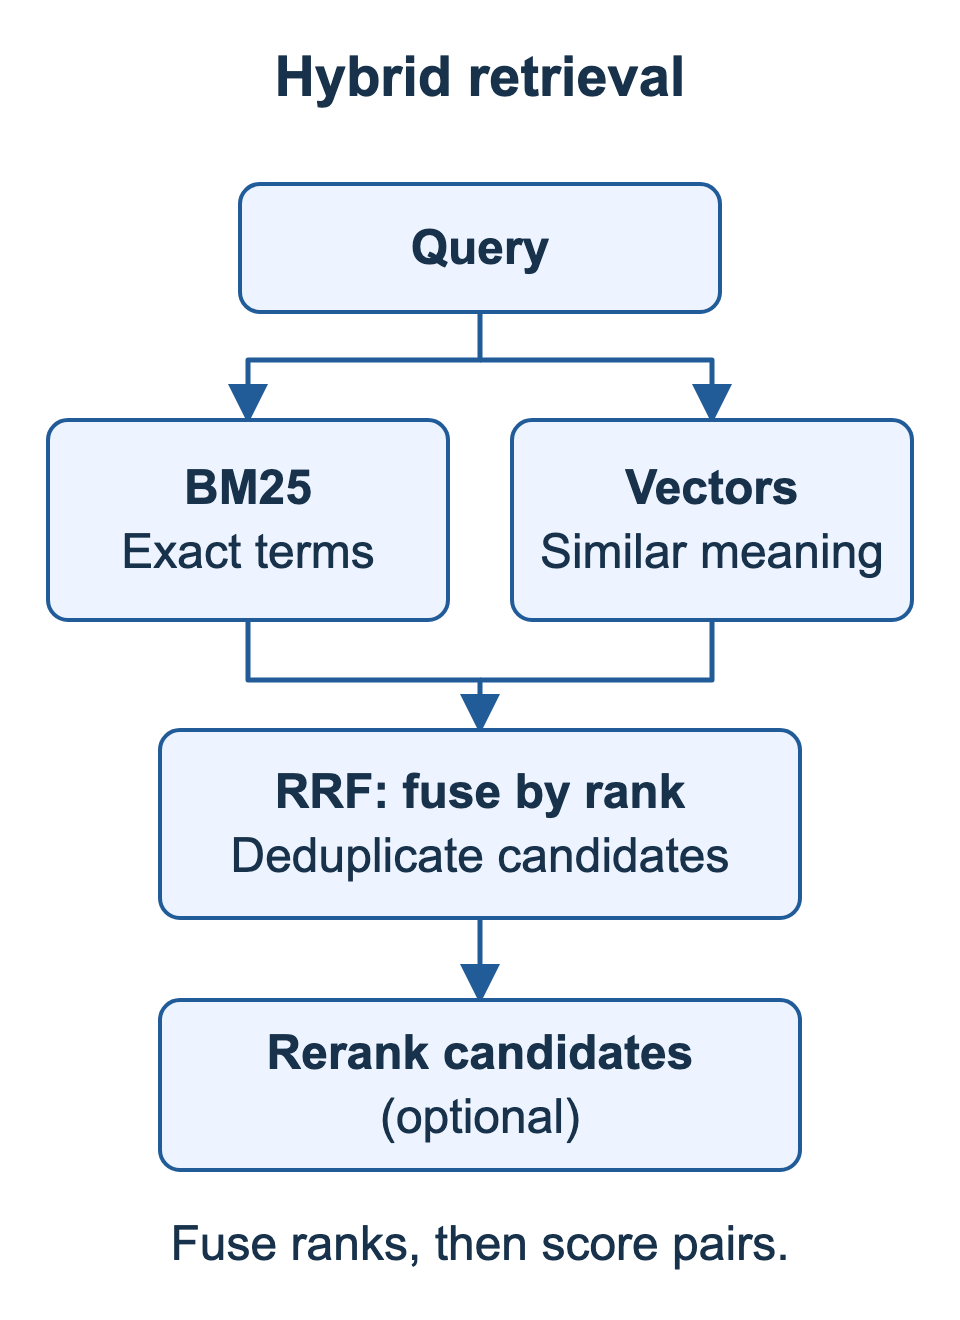 Hybrid retrieval
Query
BM25
Exact terms
Vectors
Similar meaning
RRF: fuse by rank
Deduplicate candidates
Rerank candidates
(optional)
Fuse ranks, then score pairs.